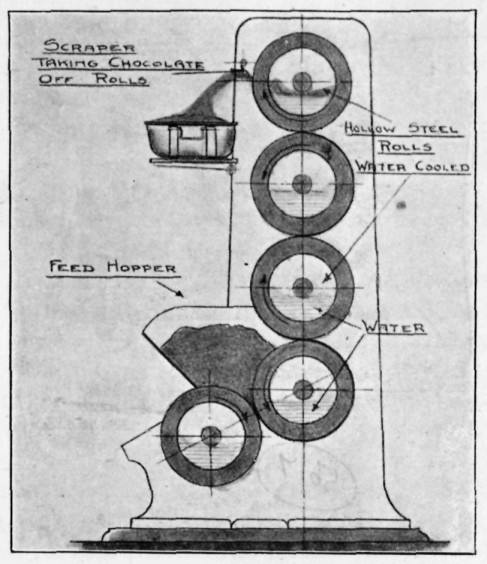 SCRAPER
TAKING CHOCOLATE
OFF ROLLS
HOLLOW STEEL
ROLLS
WATER COOLED
FEED HOPPER
WATER